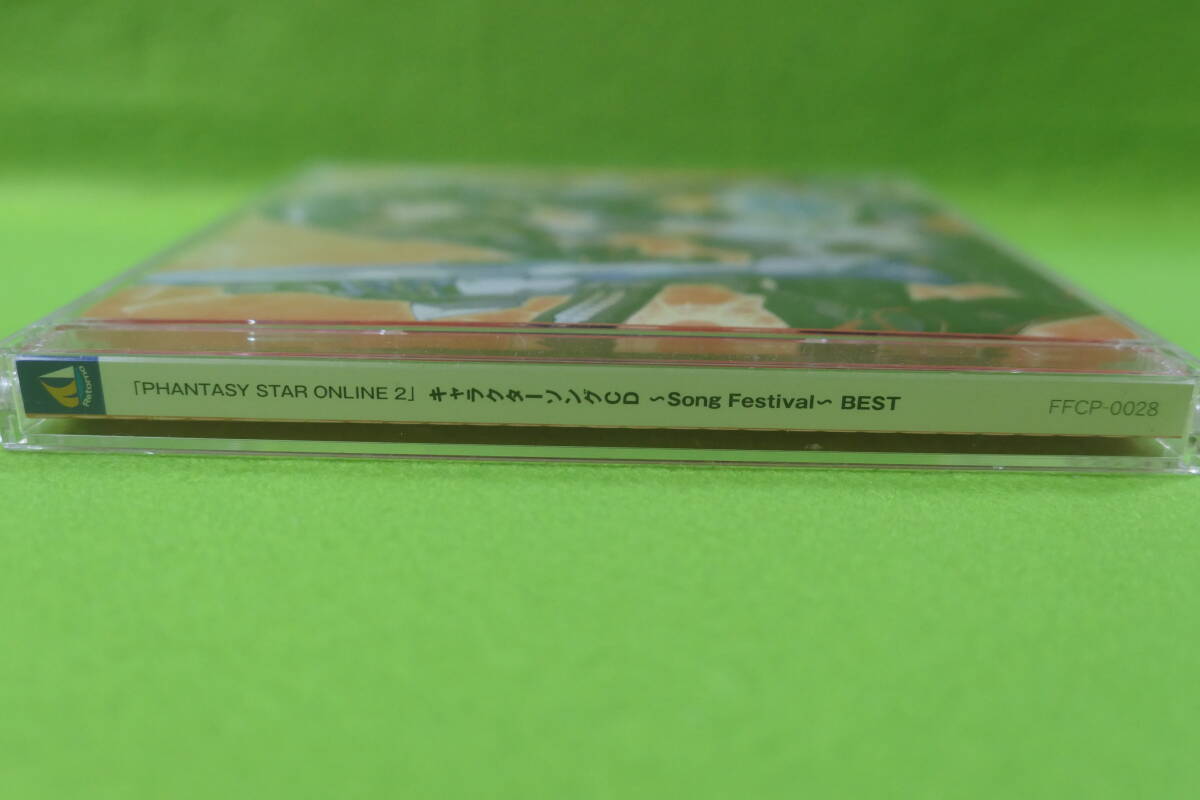 Retorno
「PHANTASY STAR ONLINE 2」 キャラクターソングCD ~Song Festival~ BEST
FFCP-0028